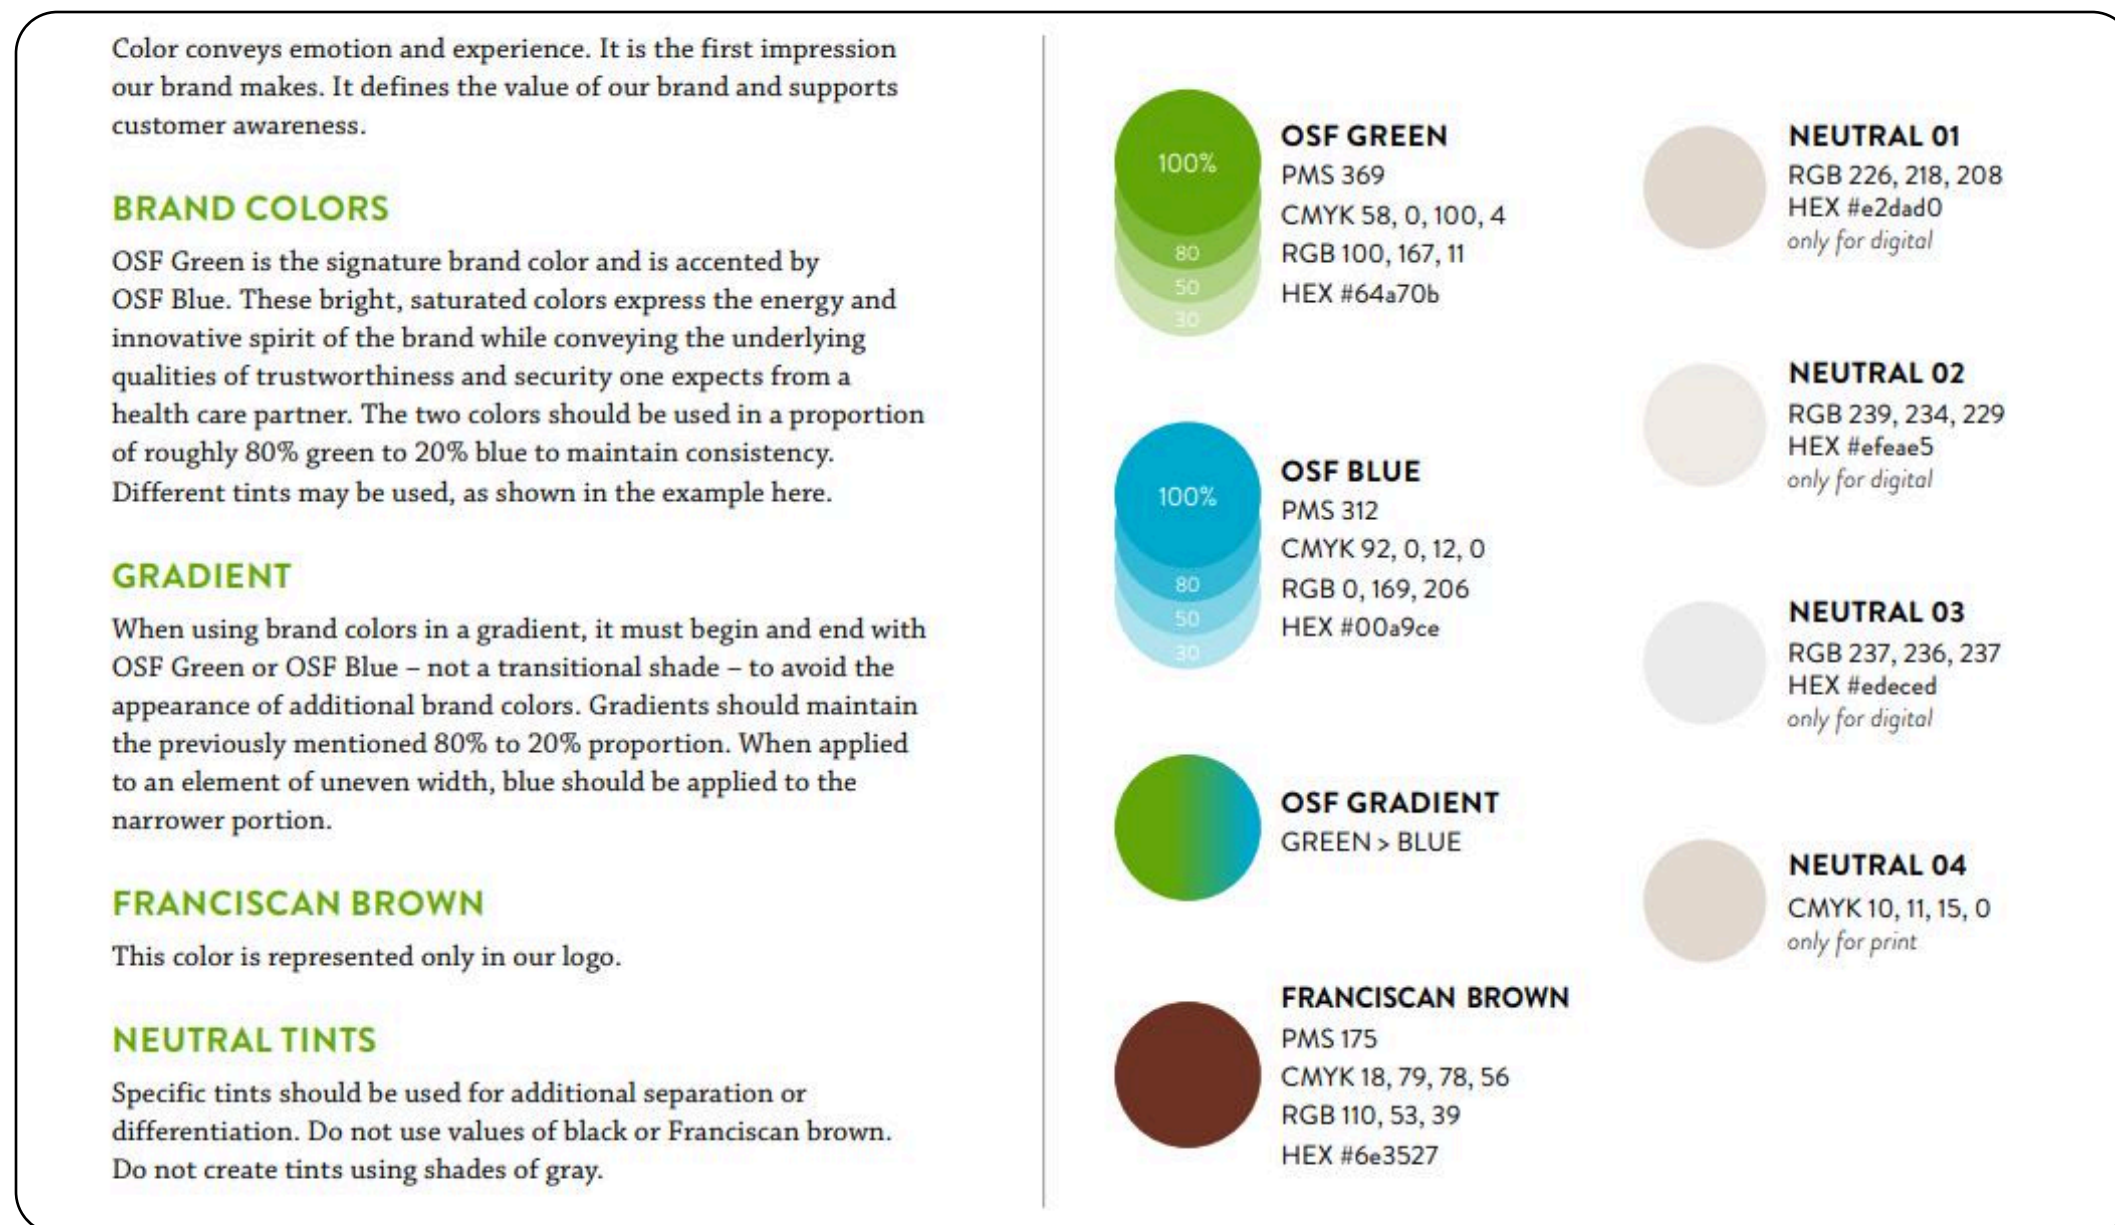 Color conveys emotion and experience. It is the first impression
our brand makes. It defines the value of our brand and supports
customer awareness.
BRAND COLORS
OSF Green is the signature brand color and is accented by
OSF Blue. These bright, saturated colors express the energy and
innovative spirit of the brand while conveying the underlying
qualities of trustworthiness and security one expects from a
health care partner. The two colors should be used in a proportion
of roughly 80% green to 20% blue to maintain consistency.
Different tints may be used, as shown in the example here.
GRADIENT
When using brand colors in a gradient, it must begin and end with
OSF Green or OSF Blue – not a transitional shade – to avoid the
appearance of additional brand colors. Gradients should maintain
the previously mentioned 80% to 20% proportion. When applied
to an element of uneven width, blue should be applied to the
narrower portion.
FRANCISCAN BROWN
This color is represented only in our logo.
NEUTRAL TINTS
Specific tints should be used for additional separation or
differentiation. Do not use values of black or Franciscan brown.
Do not create tints using shades of gray.
100%
80
50
30
OSF GREEN
PMS 369
CMYK 58, 0, 100, 4
RGB 100, 167, 11
HEX #64a70b
100%
80
50
30
OSF BLUE
PMS 312
CMYK 92, 0, 12, 0
RGB 0, 169, 206
HEX #00a9ce
OSF GRADIENT
GREEN > BLUE
FRANCISCAN BROWN
PMS 175
CMYK 18, 79, 78, 56
RGB 110, 53, 39
HEX #6e3527
NEUTRAL 01
RGB 226, 218, 208
HEX #e2dad0
only for digital
NEUTRAL 02
RGB 239, 234, 229
HEX #efeae5
only for digital
NEUTRAL 03
RGB 237, 236, 237
HEX #edeced
only for digital
NEUTRAL 04
CMYK 10, 11, 15, 0
only for print